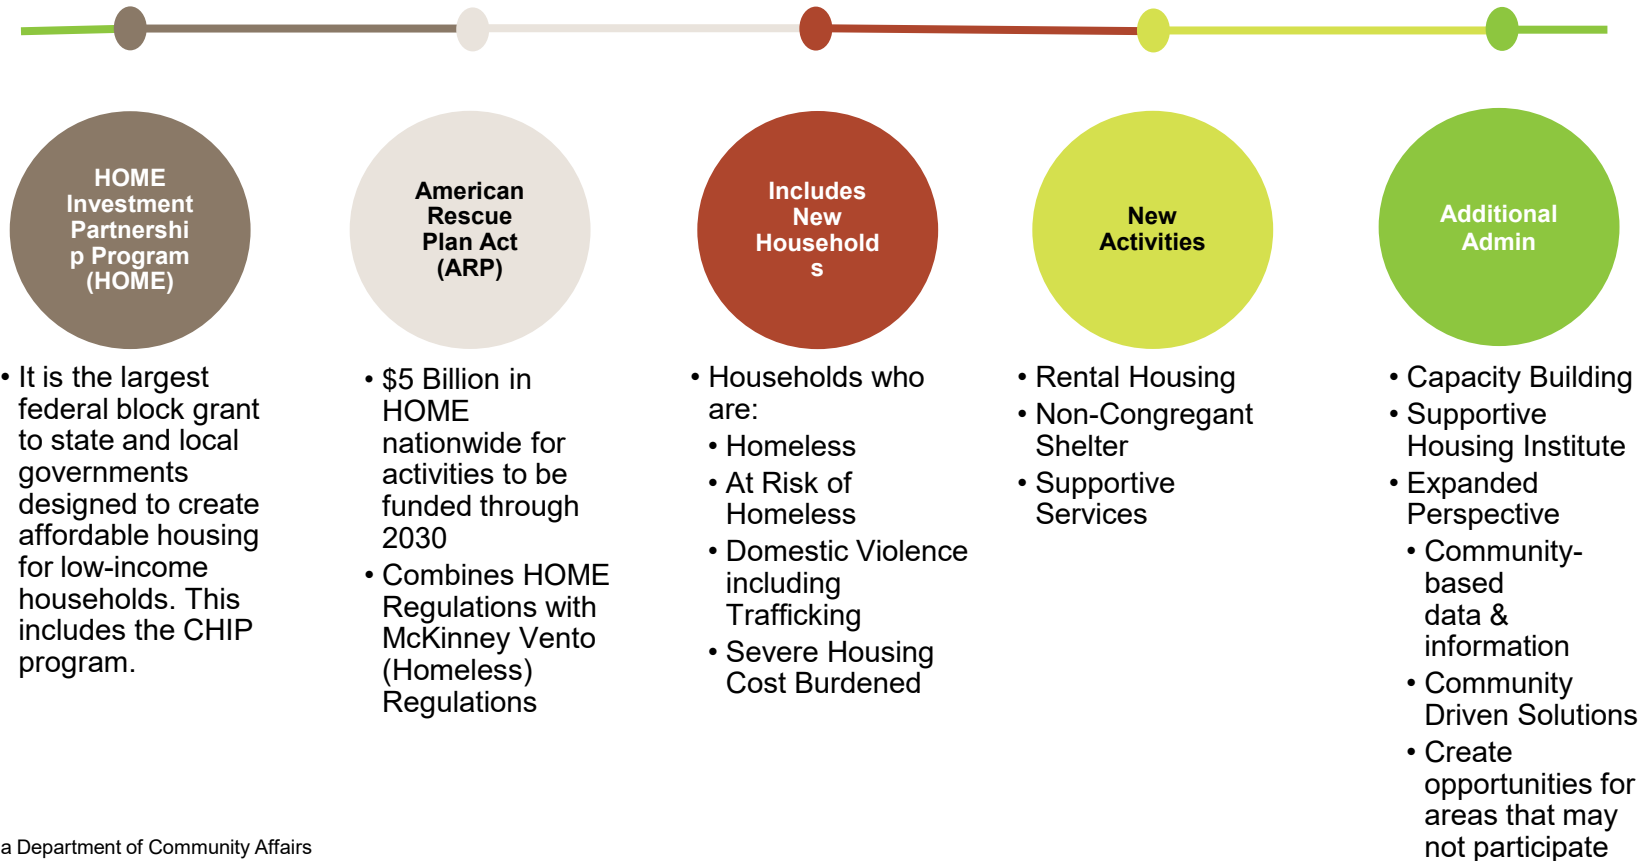 HOME
Investment
Partnershi
p Program
(HOME)
• It is the largest
federal block grant
to state and local
governments
designed to create
affordable housing
for low-income
households. This
includes the CHIP
program.
American
Rescue
Plan Act
(ARP)
• $5 Billion in
HOME
nationwide for
activities to be
funded through
2030
• Combines HOME
Regulations with
McKinney Vento
(Homeless)
Regulations
Includes
New
Household
s
• Households who
are:
• Homeless
• At Risk of
Homeless
• Domestic Violence
including
Trafficking
• Severe Housing
Cost Burdened
New
Activities
• Rental Housing
• Non-Congregant
Shelter
• Supportive
Services
Additional
Admin
• Capacity Building
• Supportive
Housing Institute
• Expanded
Perspective
• Community-
based
data &
information
• Community
Driven Solutions
• Create
opportunities for
areas that may
not participate
a Department of Community Affairs